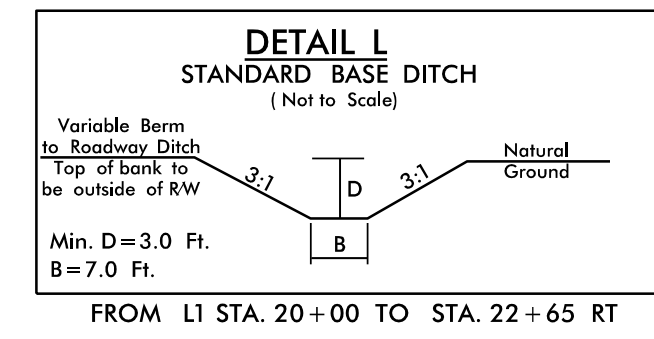 DETAIL L
STANDARD BASE DITCH
( Not to Scale)
Variable Berm
to Roadway Ditch
Top of bank to
be outside of R/W
3:1
D
3:1
Natural
Ground
B
Min. D=3.0 Ft.
B=7.0 Ft.
FROM L1 STA. 20+00 TO STA. 22+65 RT